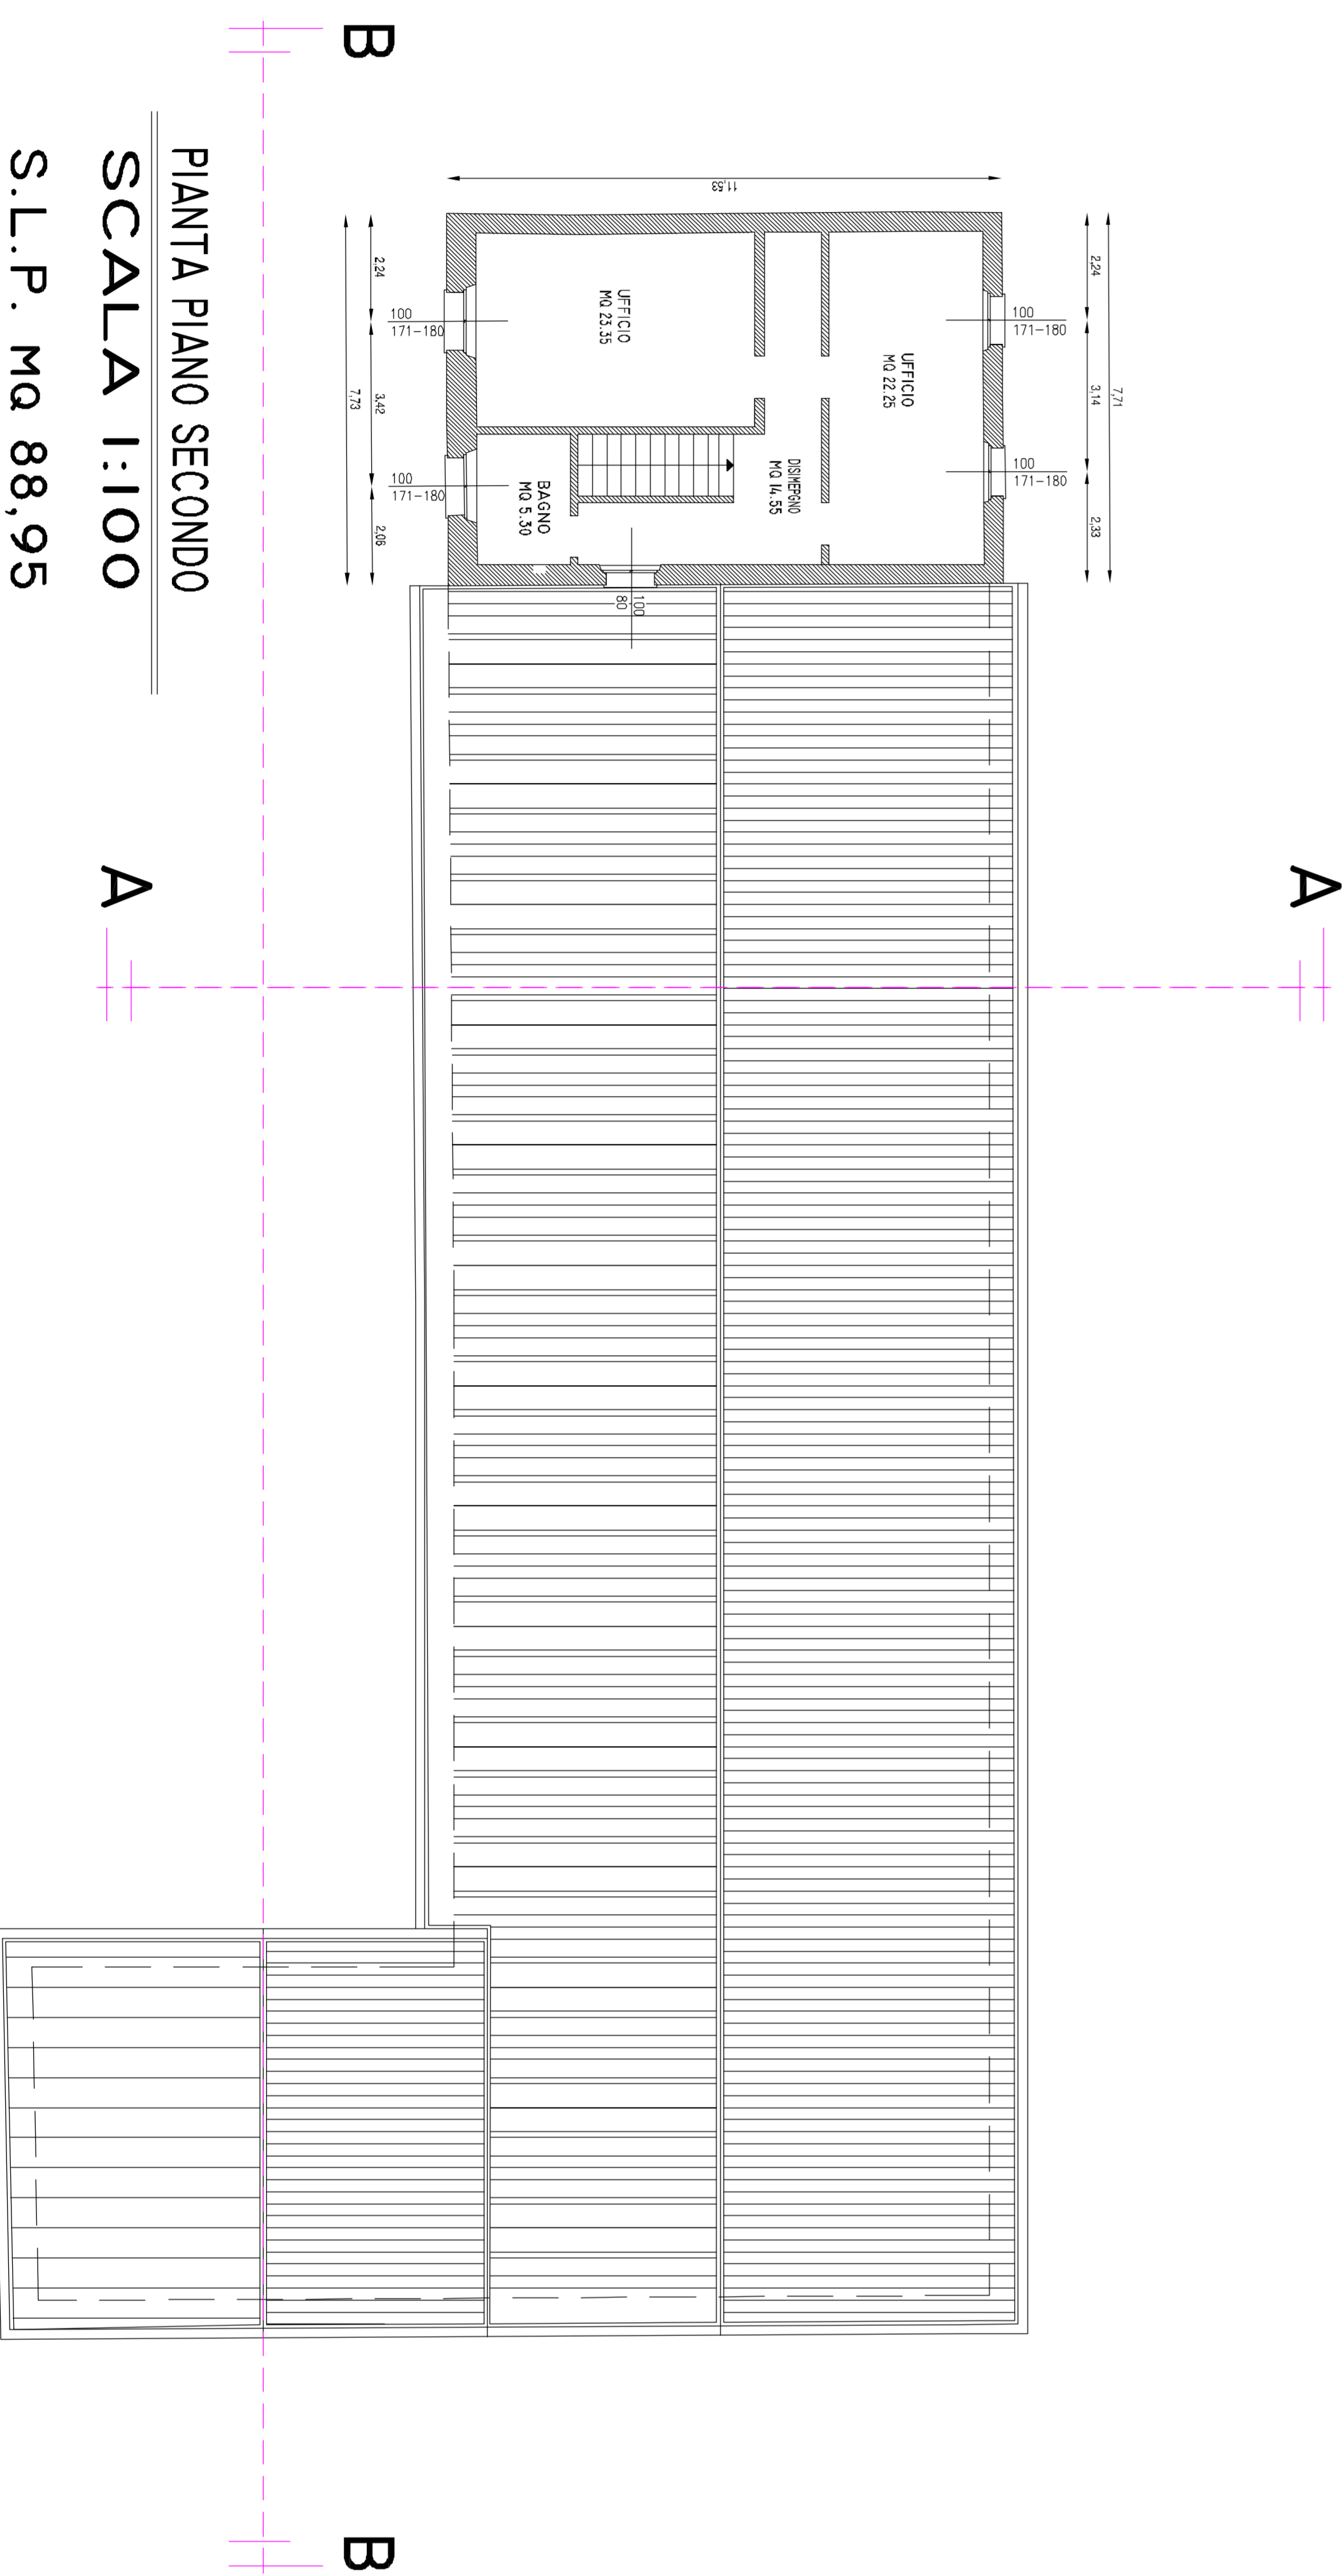 B
PIANTA PIANO SECONDO
SCALA 1:100
S.L.P. MQ 88,95
A
A
B
11,53
7,71
2,24
3,14
2,33
100
171-180
100
171-180
UFFICIO
MQ 22.25
DISIMEPGNO
MQ 14.55
UFFICIO
MQ 23.35
BAGNO
MQ 5.30
100
80
100
171-180
100
171-180
2,24
3,42
2,06
7,73